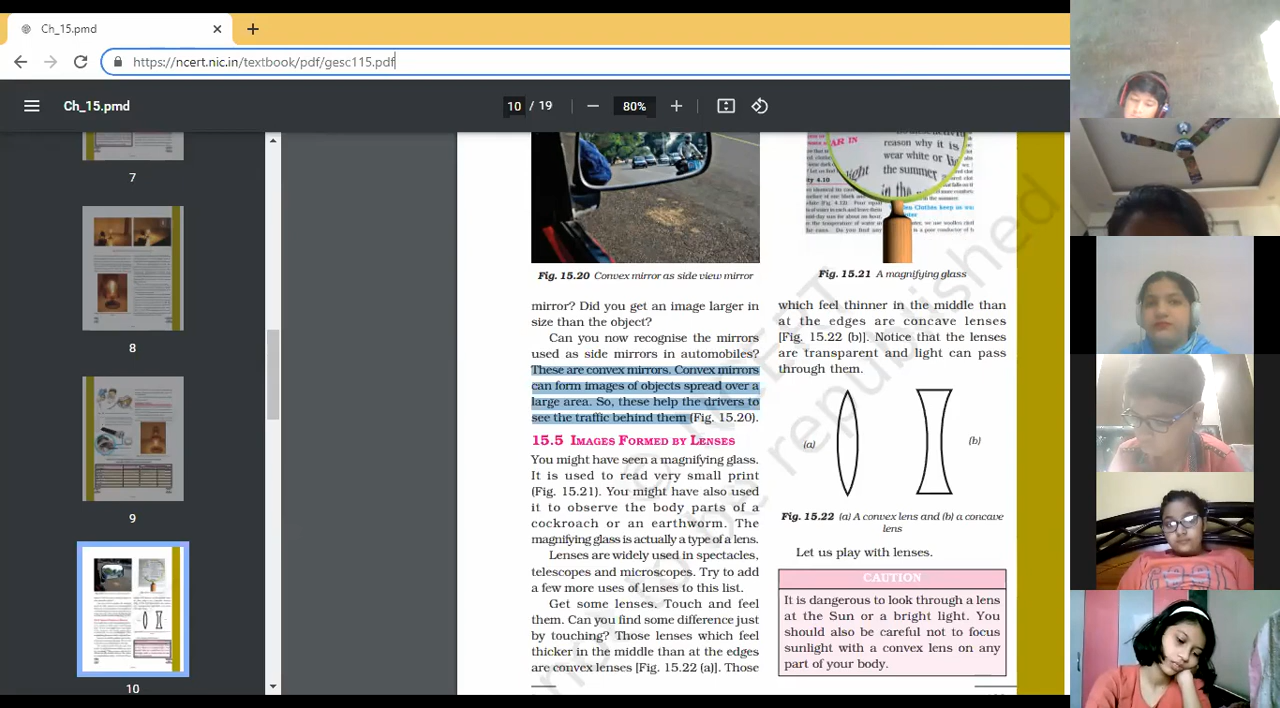 Ch_15.pmd
https://ncert.nic.in/textbook/pdf/gesc115.pdf
Ch_15.pmd
10 / 19
80%
7
8
9
10
reason why it is
wear white or
the summer
light
in the
Fig. 15.20 Convex mirror as side view mirror
mirror? Did you get an image larger in
size than the object?
Can you now recognise the mirrors
used as side mirrors in automobiles?
These are convex mirrors. Convex mirrors
can form images of objects spread over a
large area. So, these help the drivers to
see the traffic behind them (Fig. 15.20).
15.5 IMAGES FORMED BY LENSES
You might have seen a magnifying glass.
It is used to read very small print
(Fig. 15.21). You might have also used
it to observe the body parts of a
cockroach or an earthworm. The
magnifying glass is actually a type of a lens.
Lenses are widely used in spectacles,
telescopes and microscopes. Try to add
a few more uses of lenses to this list.
Get some lenses. Touch and feel
them. Can you find some difference just
by touching? Those lenses which feel
thicker in the middle than at the edges
are convex lenses [Fig. 15.22 (a)]. Those
Fig. 15.21 A magnifying glass
which feel thinner in the middle than
at the edges are concave lenses
[Fig. 15.22 (b)]. Notice that the lenses
are transparent and light can pass
through them.
(a)
(b)
Fig. 15.22 (a) A convex lens and (b) a concave
lens
Let us play with lenses.
CAUTION
It is dangerous to look through a lens
at the Sun or a bright light. You
should also be careful not to focus
sunlight with a convex lens on any
part of your body.
republished